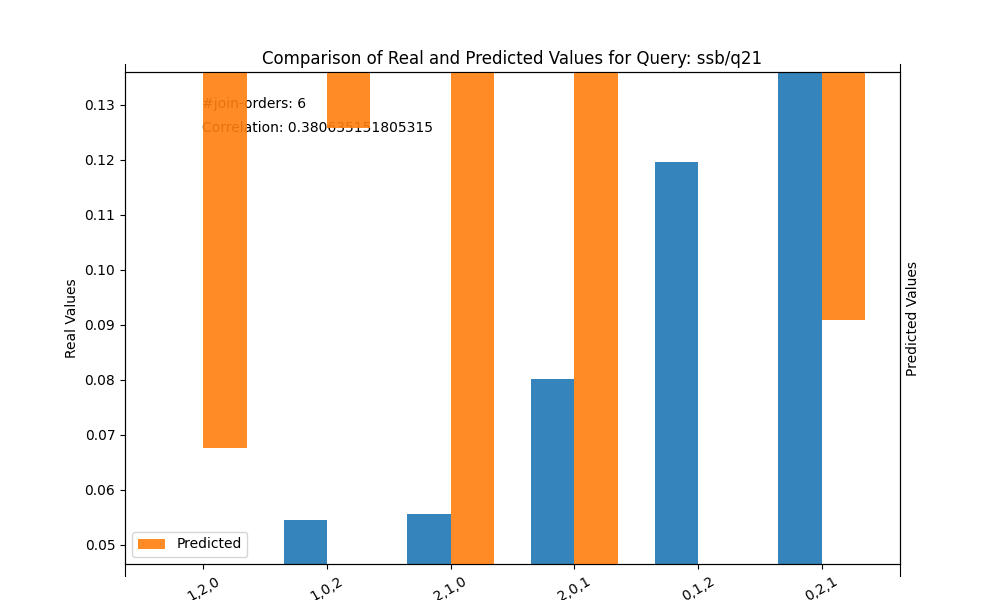 Comparison of Real and Predicted Values for Query: ssb/q21
#join-orders: 6
Correlation: 0.380635151805315
0.13
0.12
0.11
0.10
0.09
0.08
0.07
0.06
0.05
Real Values
Predicted Values
Predicted
1,2,0
1,0,2
2,1,0
2,0,1
0,1,2
0,2,1